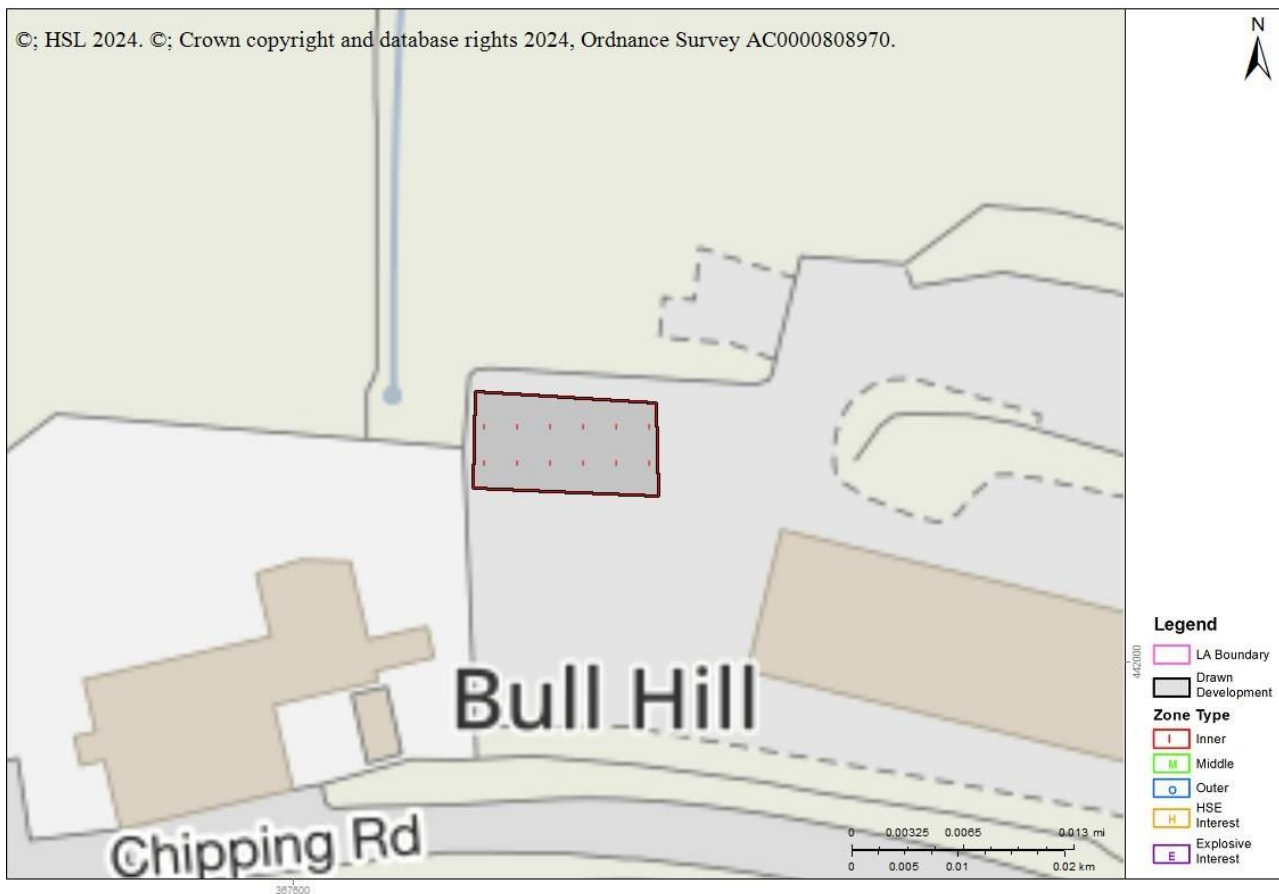 ©; HSL 2024. ©; Crown copyright and database rights 2024, Ordnance Survey AC0000808970.
N
Bull Hill
Chipping Rd
Legend
LA Boundary
Drawn
Development
Zone Type
I Inner
M Middle
O Outer
H HSE
Interest
E Explosive
Interest
442000
0 0.00325 0.0065 0.013 mi
0 0.005 0.01 0.02 km
367600